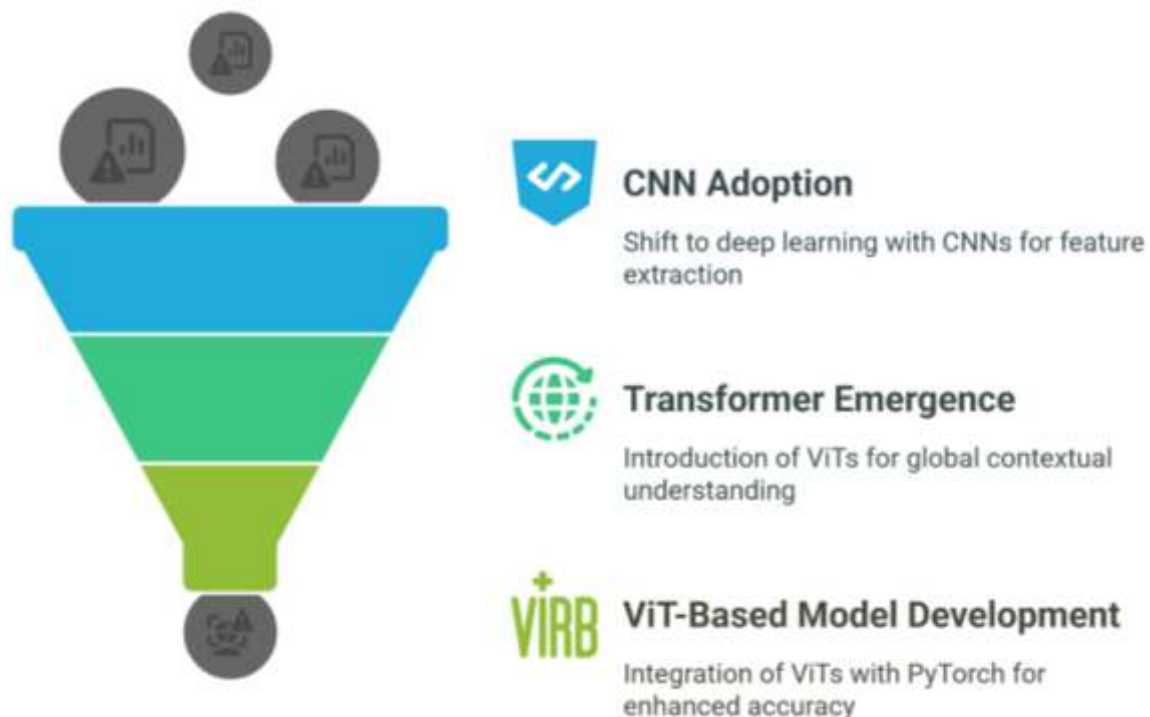 CNN Adoption
Shift to deep learning with CNNs for feature
extraction
Transformer Emergence
Introduction of ViTs for global contextual
understanding
VIRB
ViT-Based Model Development
Integration of ViTs with PyTorch for
enhanced accuracy